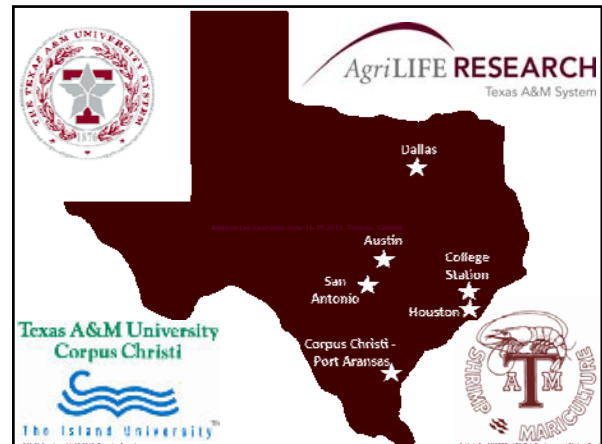 THE TEXAS A&M UNIVERSITY SYSTEM
1876
AgriLIFE RESEARCH
Texas A&M System
Dallas
Austin
College
Station
San
Antonio
Houston
Corpus Christi -
Port Aransas
Texas A&M University
Corpus Christi
The Island University
SHRIMP
MARICULTURE
ATM